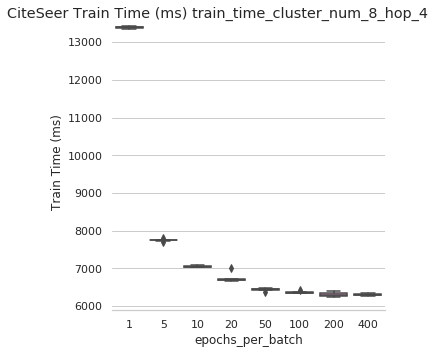 CiteSeer Train Time (ms) train_time_cluster_num_8_hop_4
13000
12000
11000
10000
9000
8000
7000
6000
Train Time (ms)
1 5 10 20 50 100 200 400
epochs_per_batch